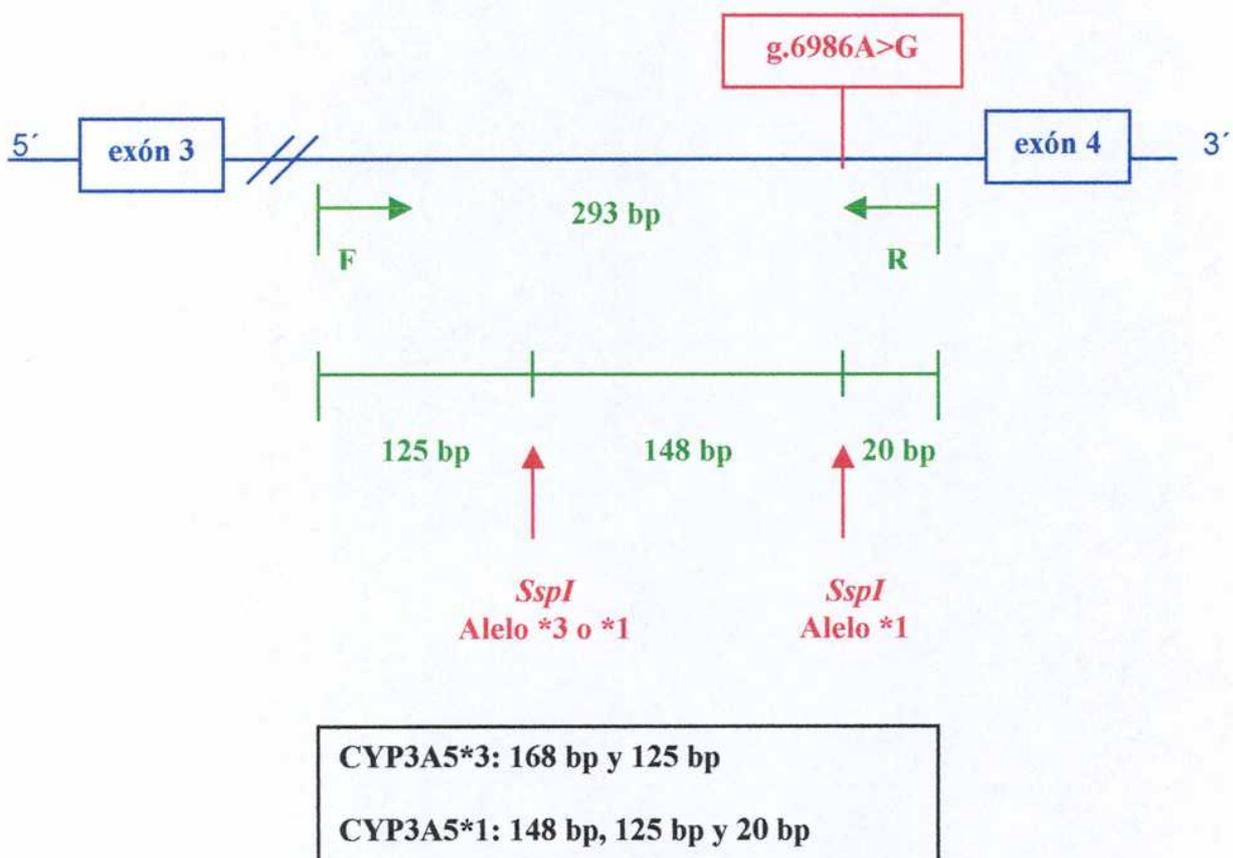 g.6986A>G
5´
exón 3
exón 4
3´
293 bp
F
R
125 bp
148 bp
20 bp
SspI
Alelo *3 o *1
SspI
Alelo *1
CYP3A5*3: 168 bp y 125 bp
CYP3A5*1: 148 bp, 125 bp y 20 bp